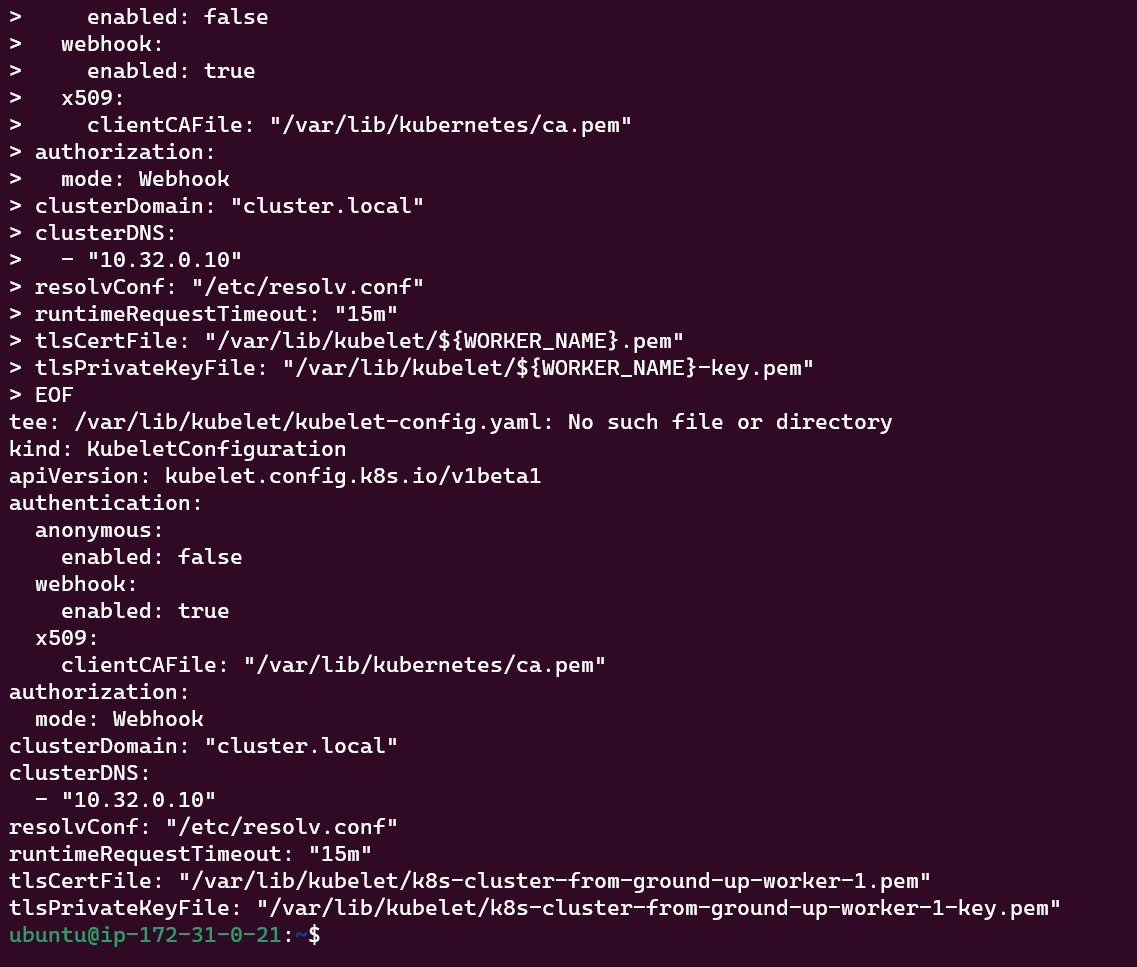 >     enabled: false
>   webhook:
>     enabled: true
>   x509:
>     clientCAFile: "/var/lib/kubernetes/ca.pem"
> authorization:
>   mode: Webhook
> clusterDomain: "cluster.local"
> clusterDNS:
>   - "10.32.0.10"
> resolvConf: "/etc/resolv.conf"
> runtimeRequestTimeout: "15m"
> tlsCertFile: "/var/lib/kubelet/${WORKER_NAME}.pem"
> tlsPrivateKeyFile: "/var/lib/kubelet/${WORKER_NAME}-key.pem"
> EOF
tee: /var/lib/kubelet/kubelet-config.yaml: No such file or directory
kind: KubeletConfiguration
apiVersion: kubelet.config.k8s.io/v1beta1
authentication:
  anonymous:
    enabled: false
  webhook:
    enabled: true
  x509:
    clientCAFile: "/var/lib/kubernetes/ca.pem"
authorization:
  mode: Webhook
clusterDomain: "cluster.local"
clusterDNS:
  - "10.32.0.10"
resolvConf: "/etc/resolv.conf"
runtimeRequestTimeout: "15m"
tlsCertFile: "/var/lib/kubelet/k8s-cluster-from-ground-up-worker-1.pem"
tlsPrivateKeyFile: "/var/lib/kubelet/k8s-cluster-from-ground-up-worker-1-key.pem"
ubuntu@ip-172-31-0-21:~$